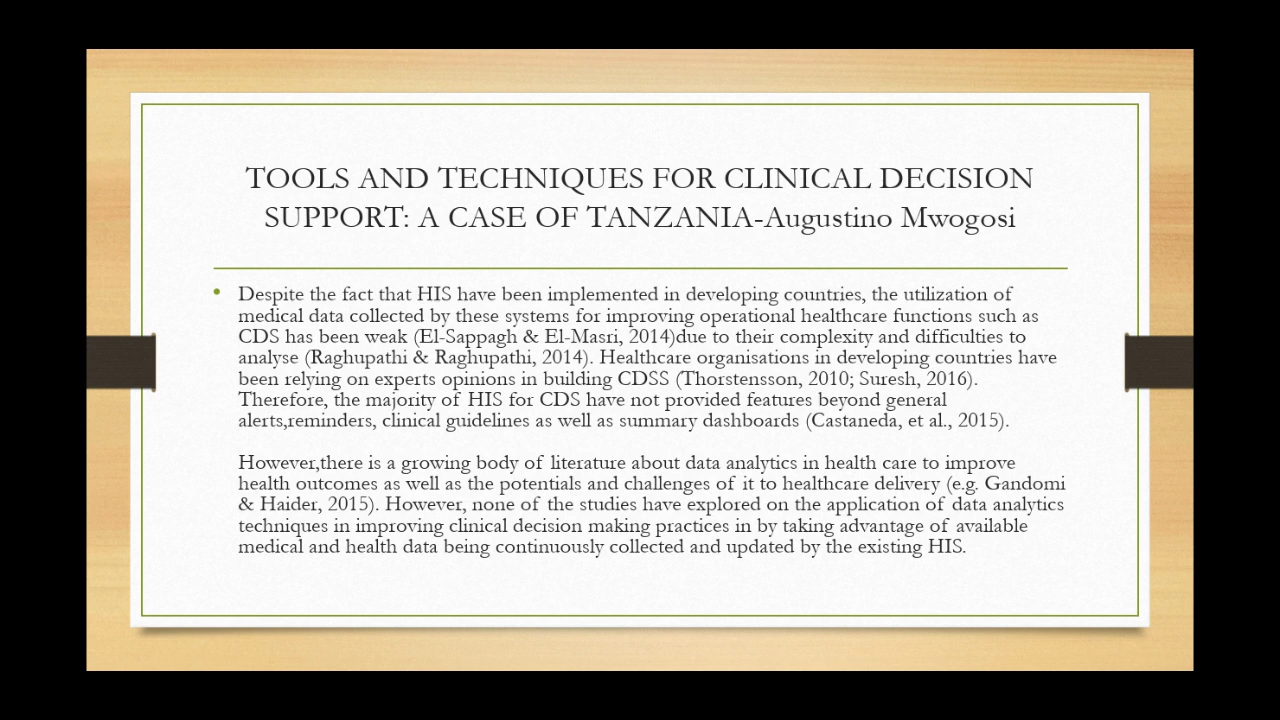 TOOLS AND TECHNIQUES FOR CLINICAL DECISION
SUPPORT: A CASE OF TANZANIA-Augustino Mwogosi
• Despite the fact that HIS have been implemented in developing countries, the utilization of
medical data collected by these systems for improving operational healthcare functions such as
CDS has been weak (El-Sappagh & El-Masri, 2014)due to their complexity and difficulties to
analyse (Raghupathi & Raghupathi, 2014). Healthcare organisations in developing countries have
been relying on experts opinions in building CDSS (Thorstensson, 2010; Suresh, 2016).
Therefore, the majority of HIS for CDS have not provided features beyond general
alerts,reminders, clinical guidelines as well as summary dashboards (Castaneda, et al., 2015).
However,there is a growing body of literature about data analytics in health care to improve
health outcomes as well as the potentials and challenges of it to healthcare delivery (e.g. Gandomi
& Haider, 2015). However, none of the studies have explored on the application of data analytics
techniques in improving clinical decision making practices in by taking advantage of available
medical and health data being continuously collected and updated by the existing HIS.